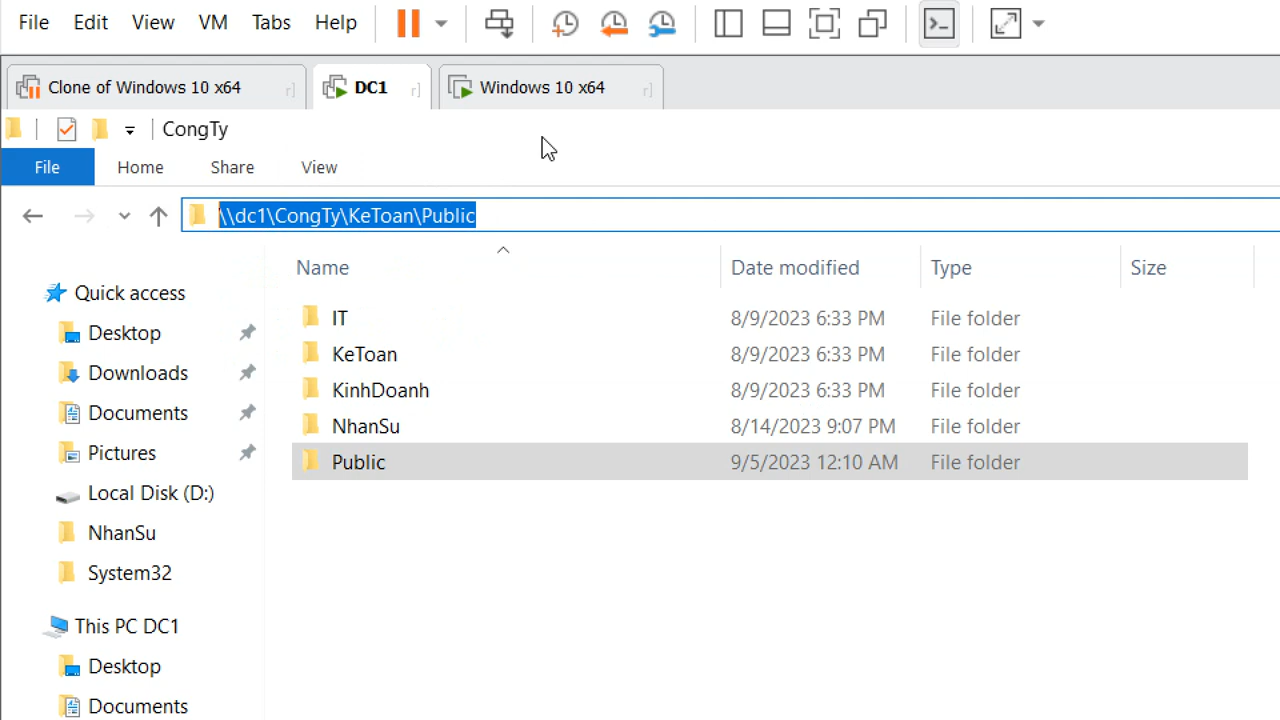 File Edit View VM Tabs Help
Clone of Windows 10 x64 DC1 Windows 10 x64
CongTy
File Home Share View
\\dc1\CongTy\KeToan\Public
Name Date modified Type Size
Quick access
IT 8/9/2023 6:33 PM File folder
Desktop
KeToan 8/9/2023 6:33 PM File folder
Downloads
KinhDoanh 8/9/2023 6:33 PM File folder
Documents
NhanSu 8/14/2023 9:07 PM File folder
Pictures
Public 9/5/2023 12:10 AM File folder
Local Disk (D:)
NhanSu
System32
This PC DC1
Desktop
Documents